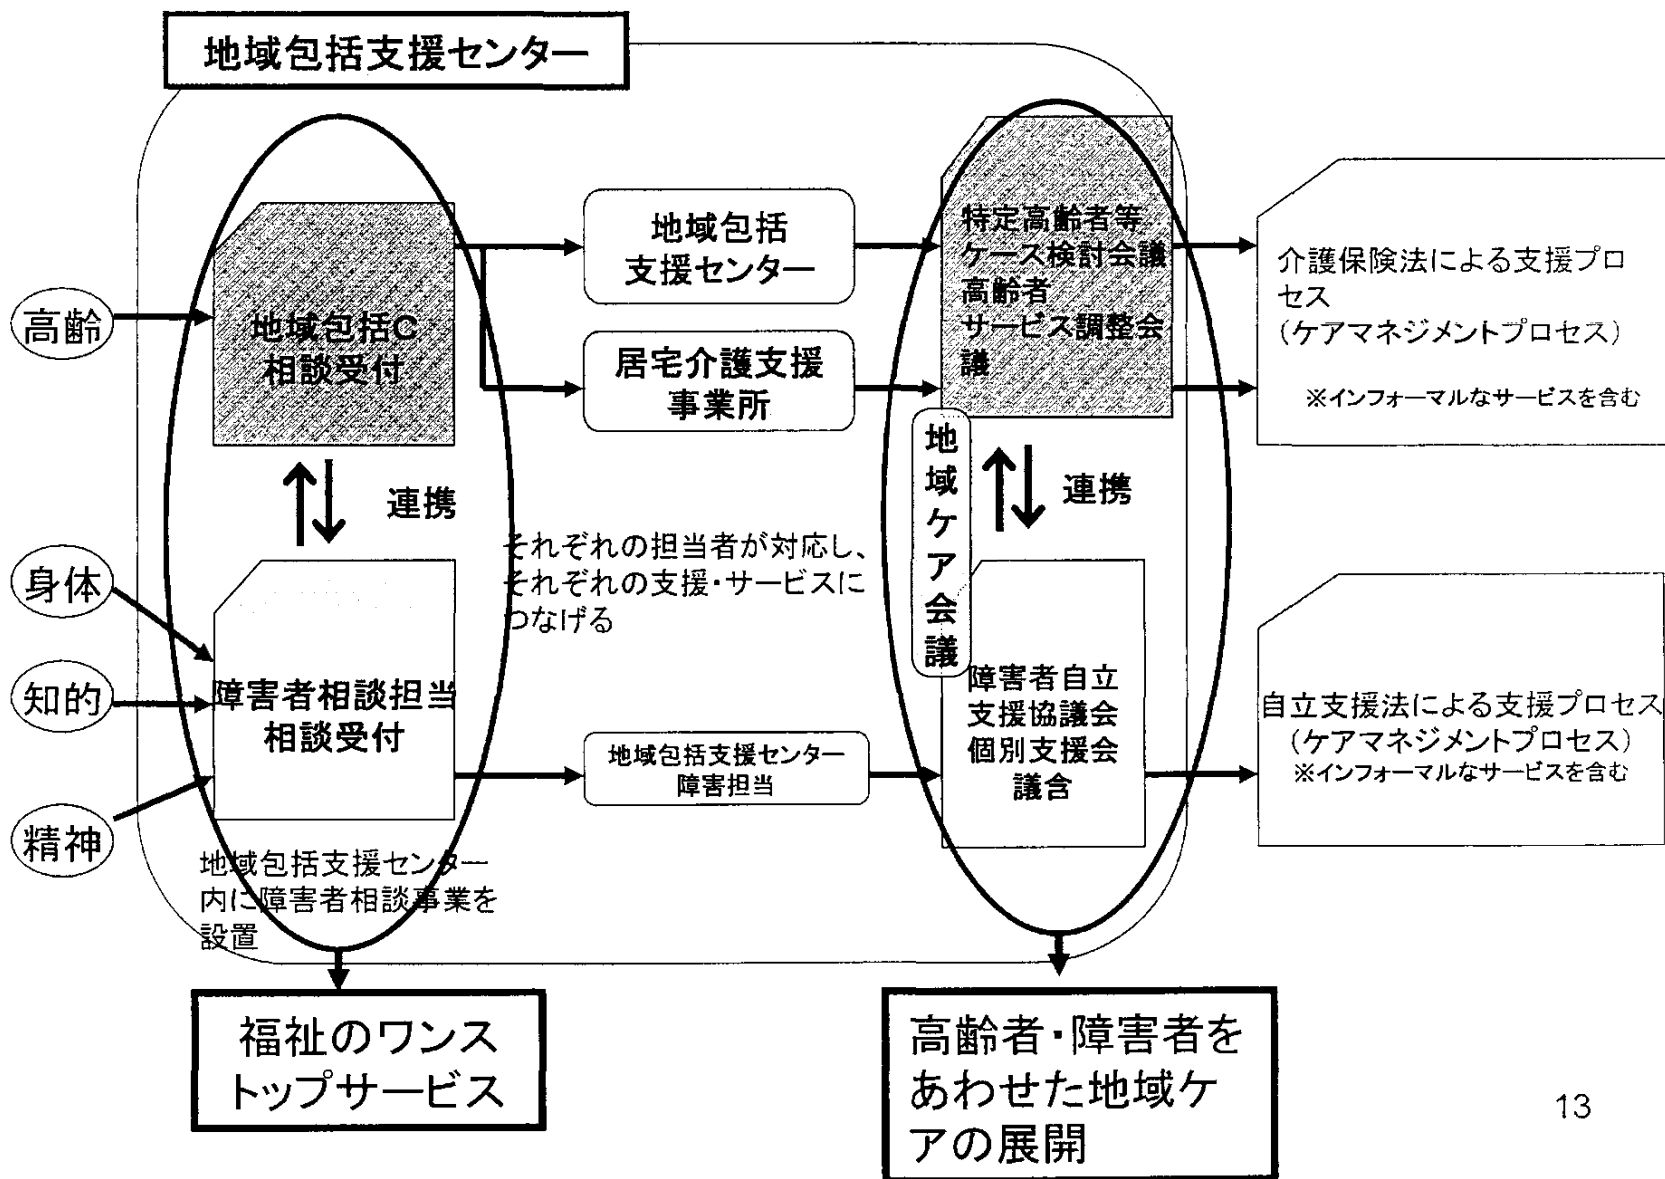 地域包括支援センター
高齢
地域包括C
相談受付
地域包括
支援センター
居宅介護支援
事業所
特定高齢者等
ケース検討会議
高齢者
サービス調整会
議
介護保険法による支援プロ
セス
（ケアマネジメントプロセス）
※インフォーマルなサービスを含む
連携
地域ケア会議
連携
それぞれの担当者が対応し、
それぞれの支援・サービスに
つなげる
身体
知的
精神
障害者相談担当
相談受付
地域包括支援センター
障害担当
障害者自立
支援協議会
個別支援会
議含
自立支援法による支援プロセス
（ケアマネジメントプロセス）
※インフォーマルなサービスを含む
地域包括支援センター
内に障害者相談事業を
設置
福祉のワンス
トップサービス
高齢者・障害者を
あわせた地域ケ
アの展開
13